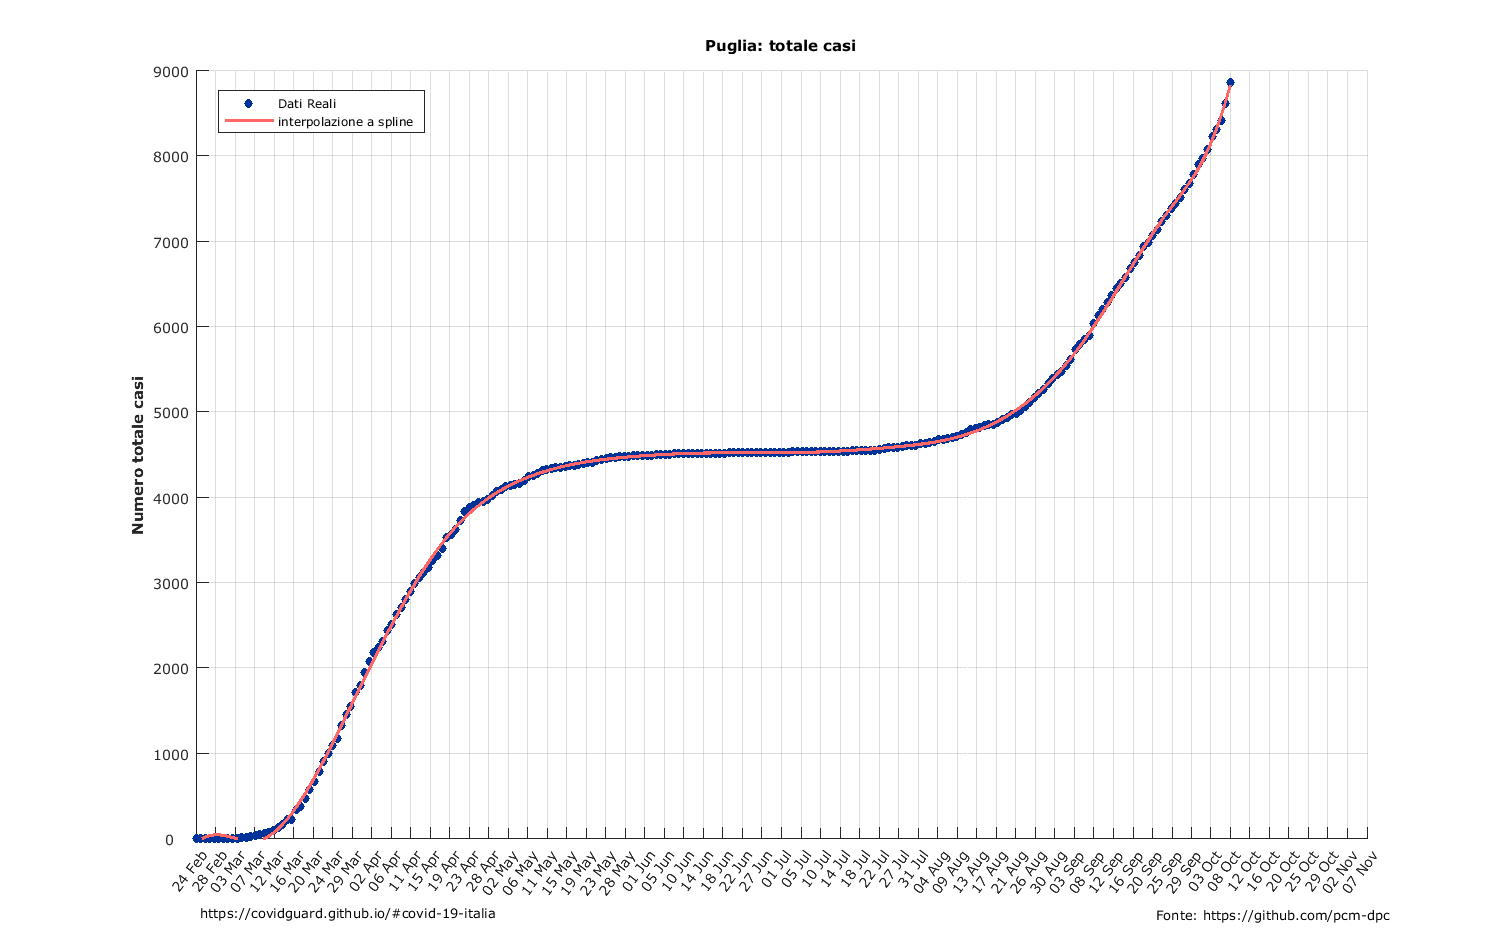 Puglia: totale casi
9000
8000
7000
6000
5000
4000
3000
2000
1000
0
Numero totale casi
Dati Reali
interpolazione a spline
24 Feb
28 Feb
03 Mar
07 Mar
12 Mar
16 Mar
20 Mar
24 Mar
29 Mar
02 Apr
06 Apr
11 Apr
15 Apr
19 Apr
23 Apr
28 Apr
02 May
06 May
11 May
15 May
19 May
23 May
28 May
01 Jun
05 Jun
10 Jun
14 Jun
18 Jun
22 Jun
27 Jun
01 Jul
05 Jul
10 Jul
14 Jul
18 Jul
22 Jul
27 Jul
31 Jul
04 Aug
09 Aug
13 Aug
17 Aug
21 Aug
26 Aug
30 Aug
03 Sep
08 Sep
12 Sep
16 Sep
20 Sep
25 Sep
29 Sep
03 Oct
08 Oct
12 Oct
16 Oct
20 Oct
25 Oct
29 Oct
02 Nov
07 Nov
https://covidguard.github.io/#covid-19-italia
Fonte: https://github.com/pcm-dpc